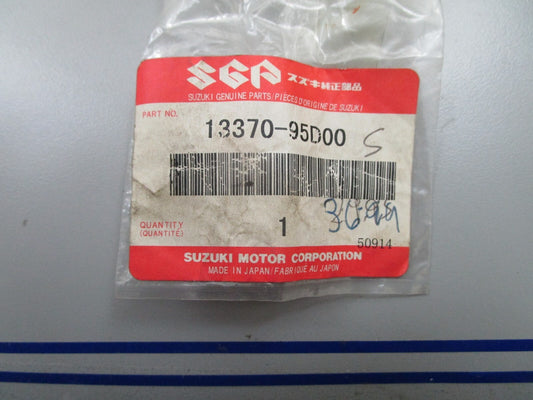 SGP スズキ純正部品
SUZUKI GENUINE PARTS/PIECES D'ORIGINE DE SUZUKI
PART NO.
13370-95D00 S
QUANTITY 1
(QUANTITÉ)
50914
SUZUKI MOTOR CORPORATION
MADE IN JAPAN/FABRIQUE AU JAPON